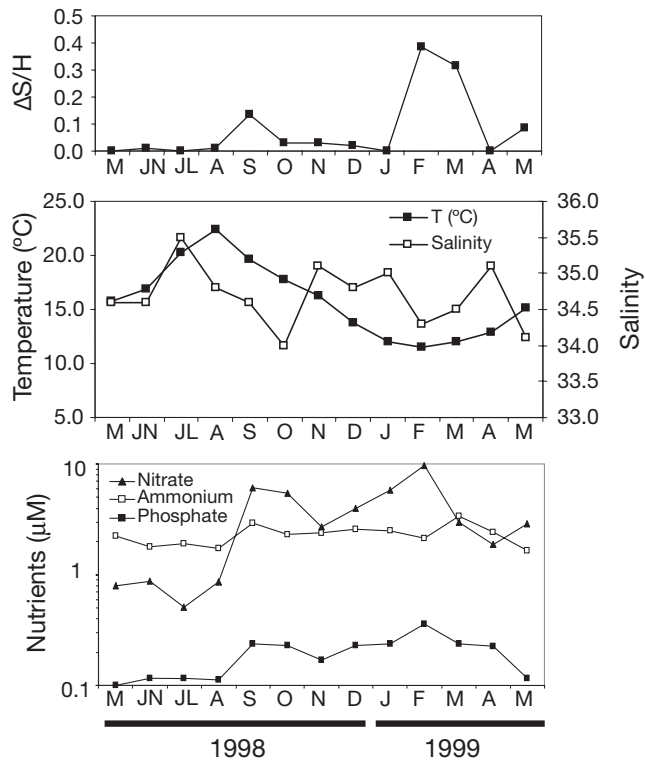 0.5
0.4
0.3
0.2
0.1
0.0
ΔS/H
M JN JL A S O N D J F M A M
25.0
20.0
15.0
10.0
5.0
Temperature (ºC)
T (ºC)
Salinity
36.0
35.5
35.0
34.5
34.0
33.5
33.0
Salinity
M JN JL A S O N D J F M A M
10
1
0.1
Nutrients (µM)
Nitrate
Ammonium
Phosphate
M JN JL A S O N D J F M A M
1998 1999